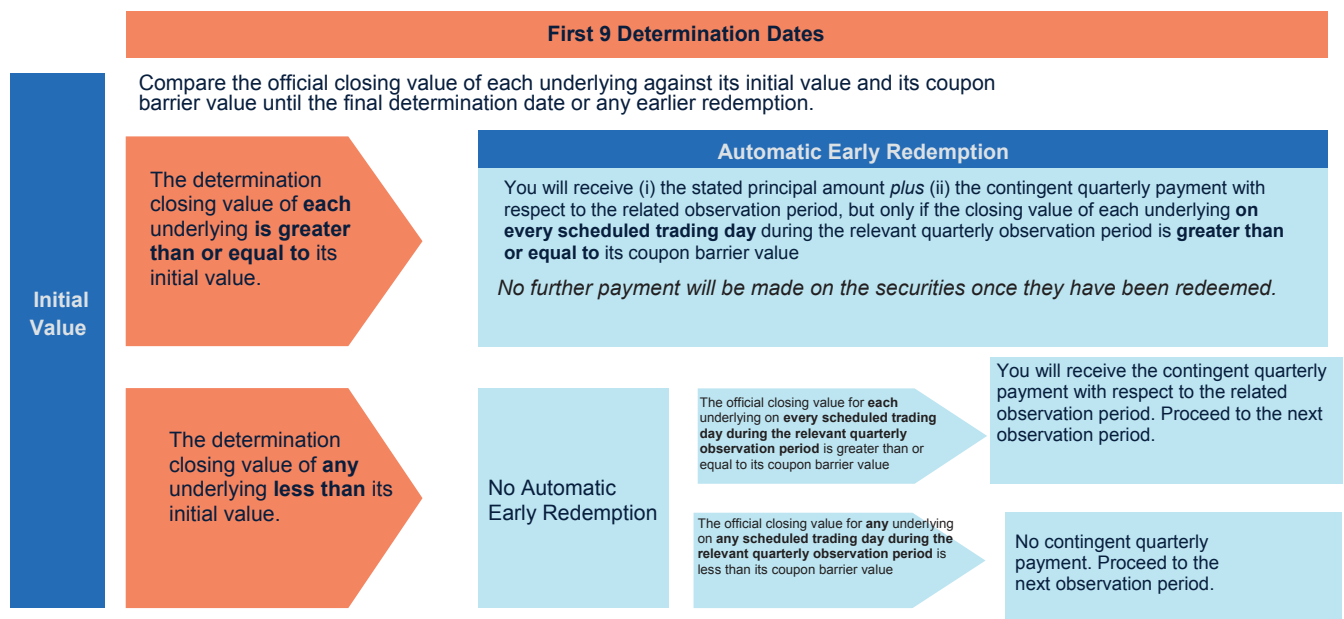 First 9 Determination Dates
Compare the official closing value of each underlying against its initial value and its coupon
barrier value until the final determination date or any earlier redemption.
Initial
Value
The determination
closing value of each
underlying is greater
than or equal to its
initial value.
Automatic Early Redemption
You will receive (i) the stated principal amount plus (ii) the contingent quarterly payment with
respect to the related observation period, but only if the closing value of each underlying on
every scheduled trading day during the relevant quarterly observation period is greater than
or equal to its coupon barrier value
No further payment will be made on the securities once they have been redeemed.
The determination
closing value of any
underlying less than its
initial value.
No Automatic
Early Redemption
The official closing value for each
underlying on every scheduled trading
day during the relevant quarterly
observation period is greater than or
equal to its coupon barrier value
You will receive the contingent quarterly
payment with respect to the related
observation period. Proceed to the next
observation period.
The official closing value for any underlying
on any scheduled trading day during the
relevant quarterly observation period is
less than its coupon barrier value
No contingent quarterly
payment. Proceed to the
next observation period.